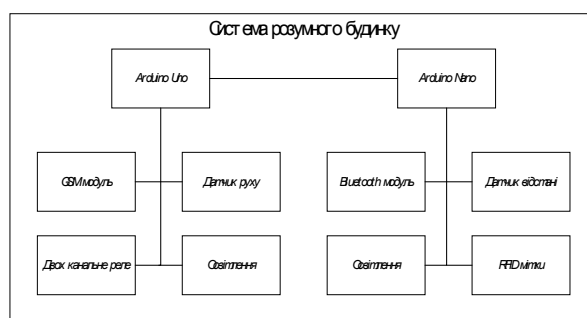 Система розумного будинку
Arduino Uno
Arduino Nano
GSM модуль
Датчик руху
Bluetooth модуль
Датчик відстані
Двох канальне реле
Освітлення
Освітлення
RFID мітки